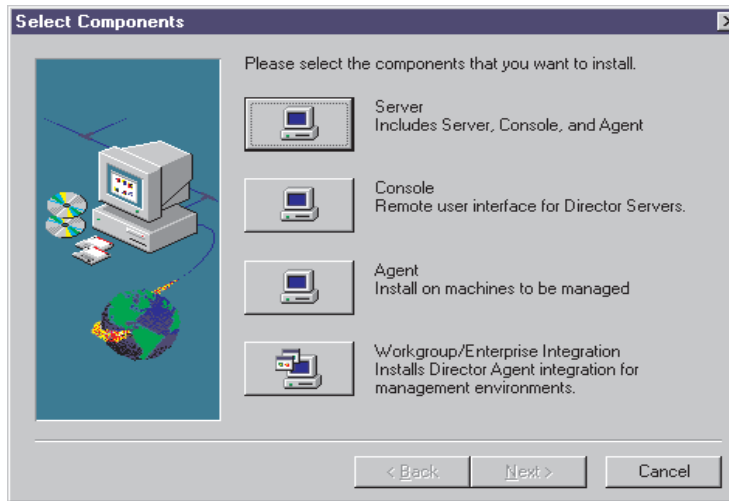 Select Components
Please select the components that you want to install.
Server
Includes Server, Console, and Agent
Console
Remote user interface for Director Servers.
Agent
Install on machines to be managed
Workgroup/Enterprise Integration
Installs Director Agent integration for
management environments.
< Back
Next >
Cancel